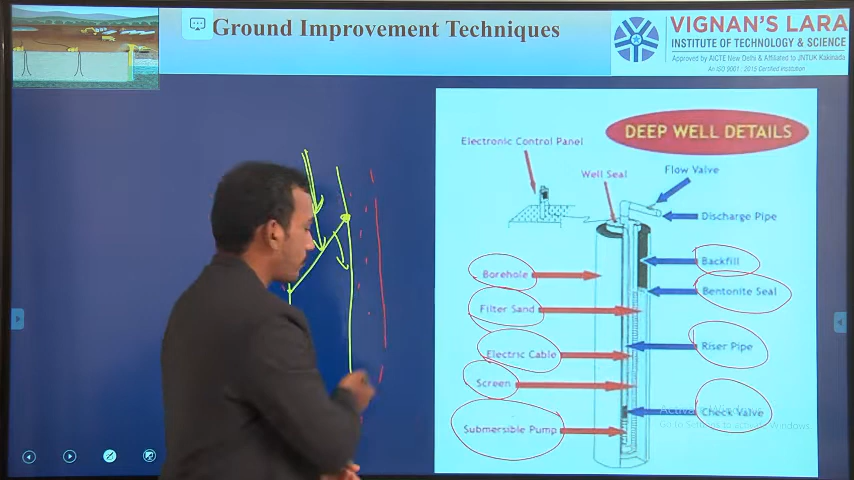 Ground Improvement Techniques
VIGNAN'S LARA
INSTITUTE OF TECHNOLOGY & SCIENCE
Approved by AICTE New Delhi & Affiliated to JNTUK Kakinada
An ISO 9001 : 2015 Certified Institution
DEEP WELL DETAILS
Electronic Control Panel
Well Seal
Flow Valve
Discharge Pipe
Borehole
Backfill
Bentonite Seal
Filter Sand
Electric Cable
Riser Pipe
Screen
Check Valve
Submersible Pump
Activate Windows
Go to Settings to activate Windows.